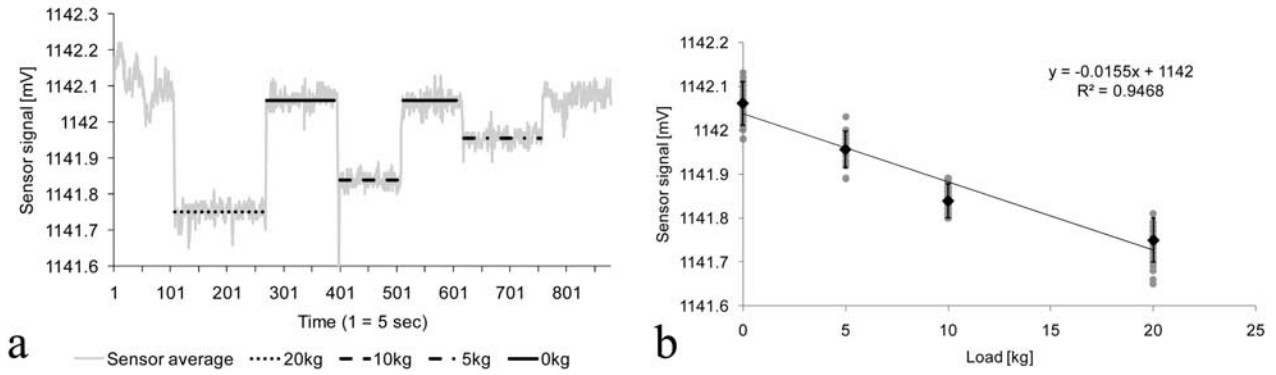 1142.3
1142.2
1142.1
1142
1141.9
1141.8
1141.7
1141.6
Sensor signal [mV]
1 101 201 301 401 501 601 701 801
Time (1 = 5 sec)
a
Sensor average 20kg 10kg 5kg 0kg
1142.2
1142.1
1142
1141.9
1141.8
1141.7
1141.6
Sensor signal [mV]
y = -0.0155x + 1142
R² = 0.9468
0 5 10 15 20 25
Load [kg]
b